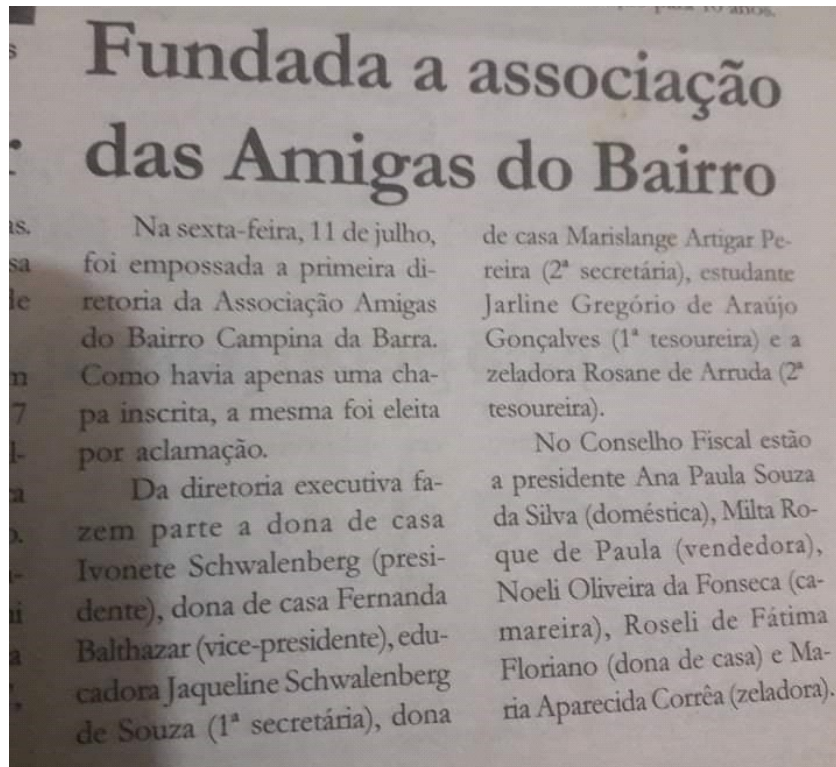 Fundada a associação
das Amigas do Bairro
Na sexta-feira, 11 de julho,
foi empossada a primeira di-
retoria da Associação Amigas
do Bairro Campina da Barra.
Como havia apenas uma cha-
pa inscrita, a mesma foi eleita
por aclamação.
Da diretoria executiva fa-
zem parte a dona de casa
Ivonete Schwalenberg (presi-
dente), dona de casa Fernanda
Balthazar (vice-presidente), edu-
cadora Jaqueline Schwalenberg
de Souza (1ª secretária), dona
de casa Marislange Artigar Pe-
reira (2ª secretária), estudante
Jarline Gregório de Araújo
Gonçalves (1ª tesoureira) e a
zeladora Rosane de Arruda (2ª
tesoureira).
No Conselho Fiscal estão
a presidente Ana Paula Souza
da Silva (doméstica), Milta Ro-
que de Paula (vendedora),
Noeli Oliveira da Fonseca (ca-
mareira), Roseli de Fátima
Floriano (dona de casa) e Ma-
ria Aparecida Corrêa (zeladora).